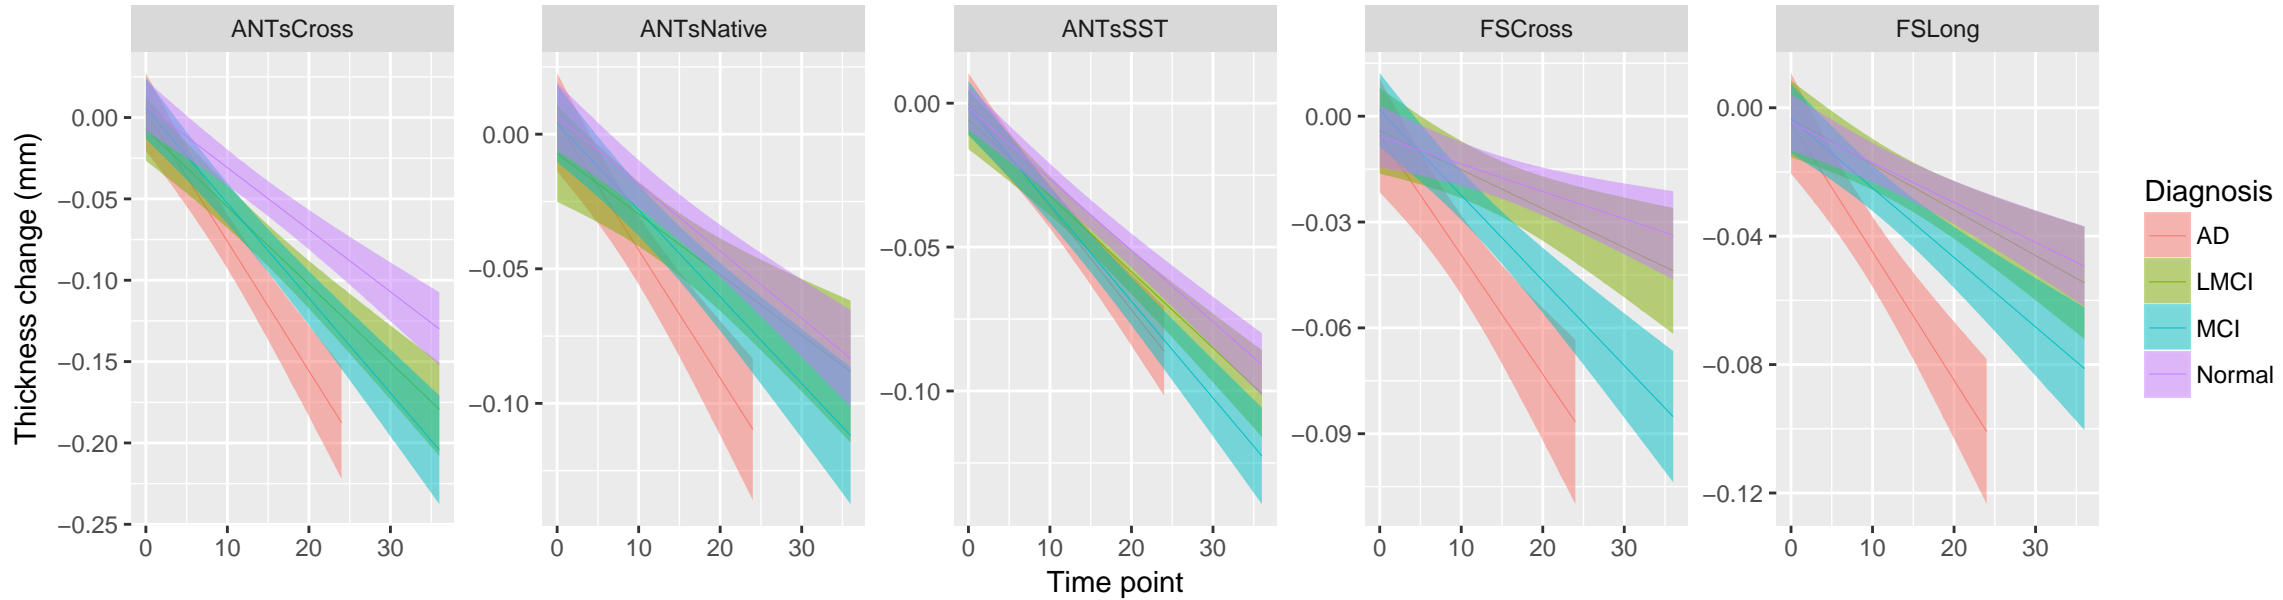 ANTsCross ANTsNative ANTsSST FSCross FSLong
Thickness change (mm)
0.00
−0.05
−0.10
−0.15
−0.20
−0.25
0 10 20 30
0.00
−0.05
−0.10
0 10 20 30
0.00
−0.05
−0.10
0 10 20 30
0.00
−0.03
−0.06
−0.09
0 10 20 30
0.00
−0.04
−0.08
−0.12
0 10 20 30
Time point
Diagnosis
AD
LMCI
MCI
Normal